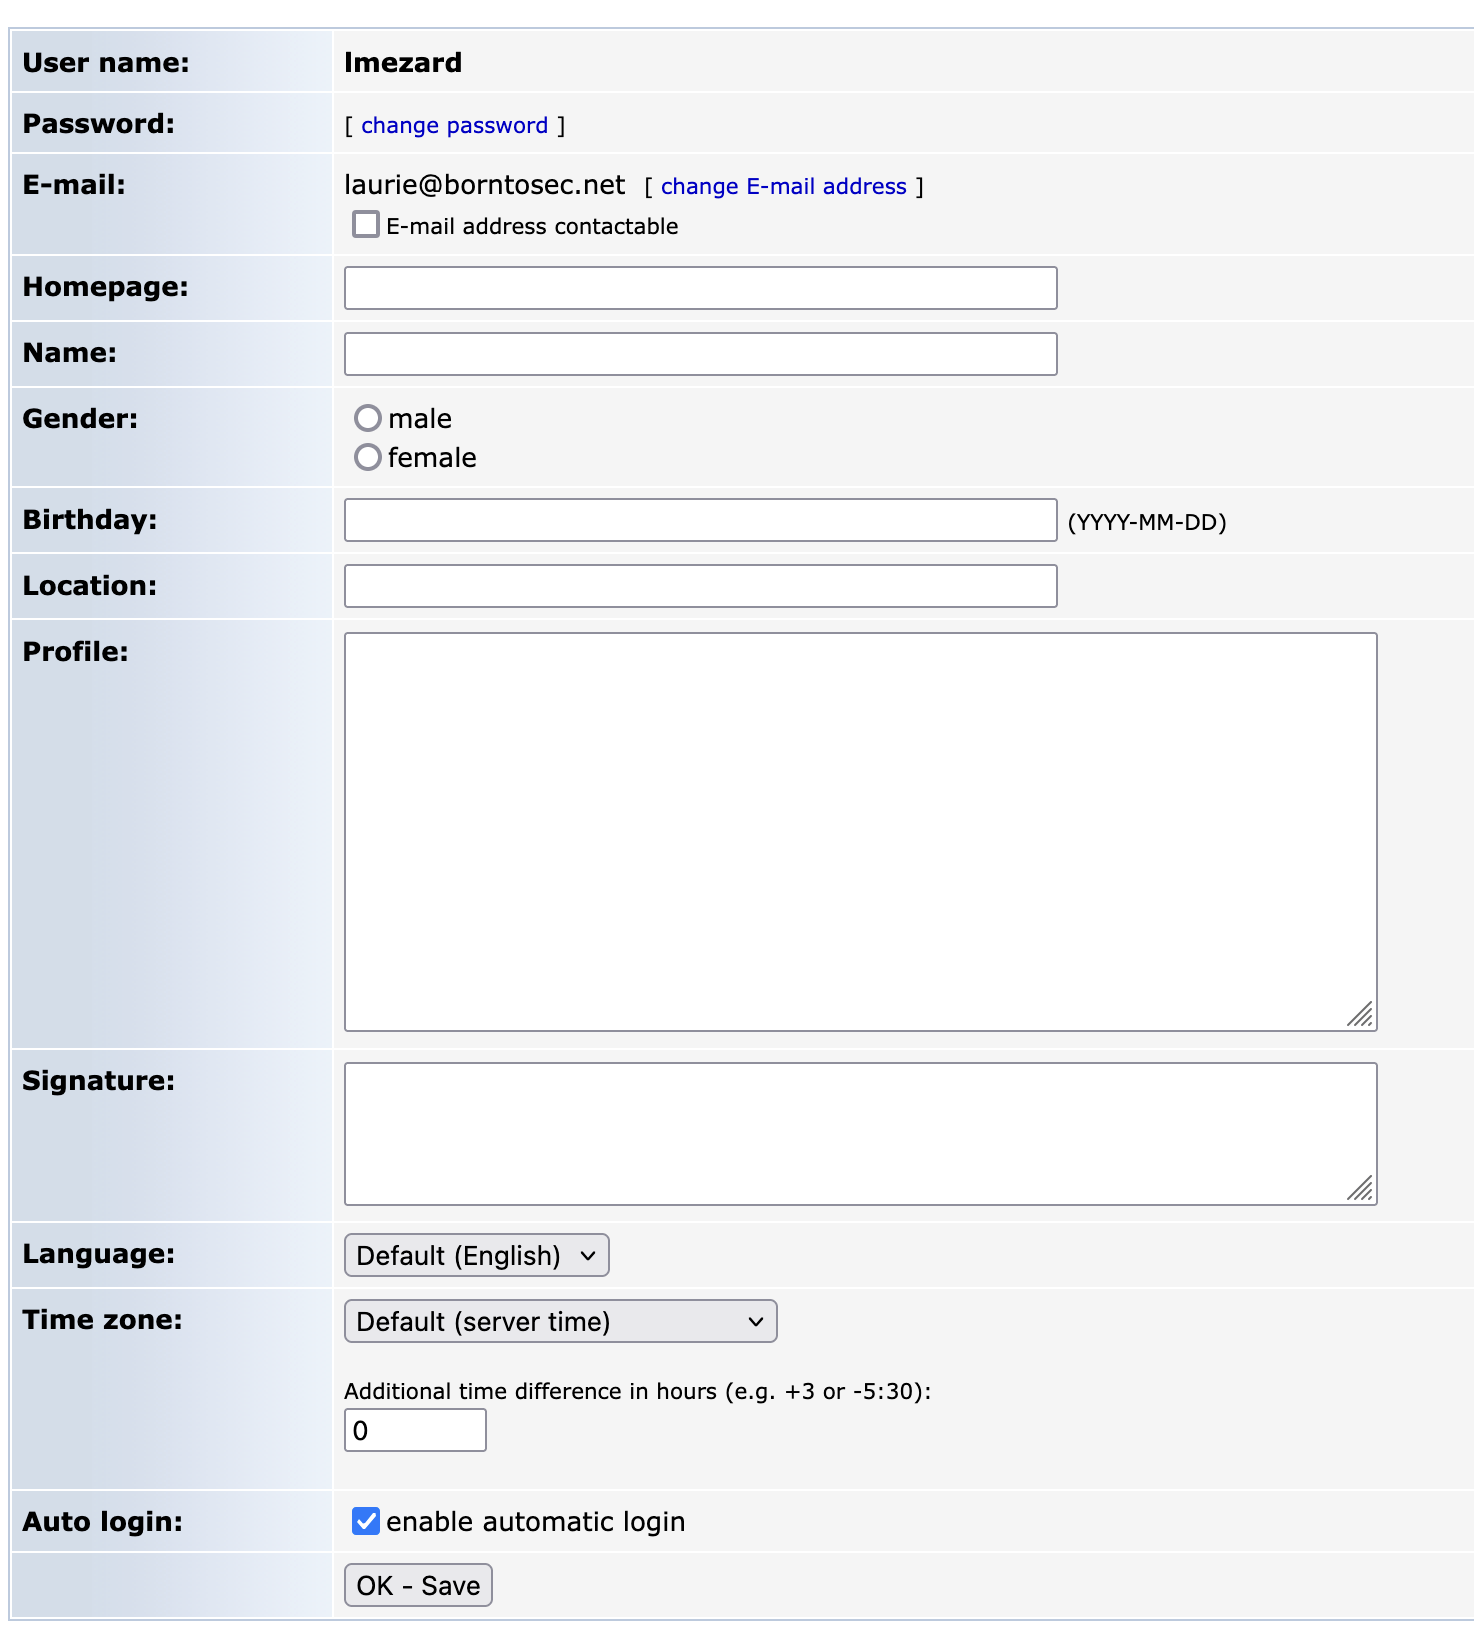 User name: lmezard
Password: [ change password ]
E-mail: laurie@borntosec.net [ change E-mail address ]
E-mail address contactable
Homepage:
Name:
Gender: male
female
Birthday: (YYYY-MM-DD)
Location:
Profile:
Signature:
Language: Default (English)
Time zone: Default (server time)
Additional time difference in hours (e.g. +3 or -5:30):
0
Auto login: enable automatic login
OK - Save